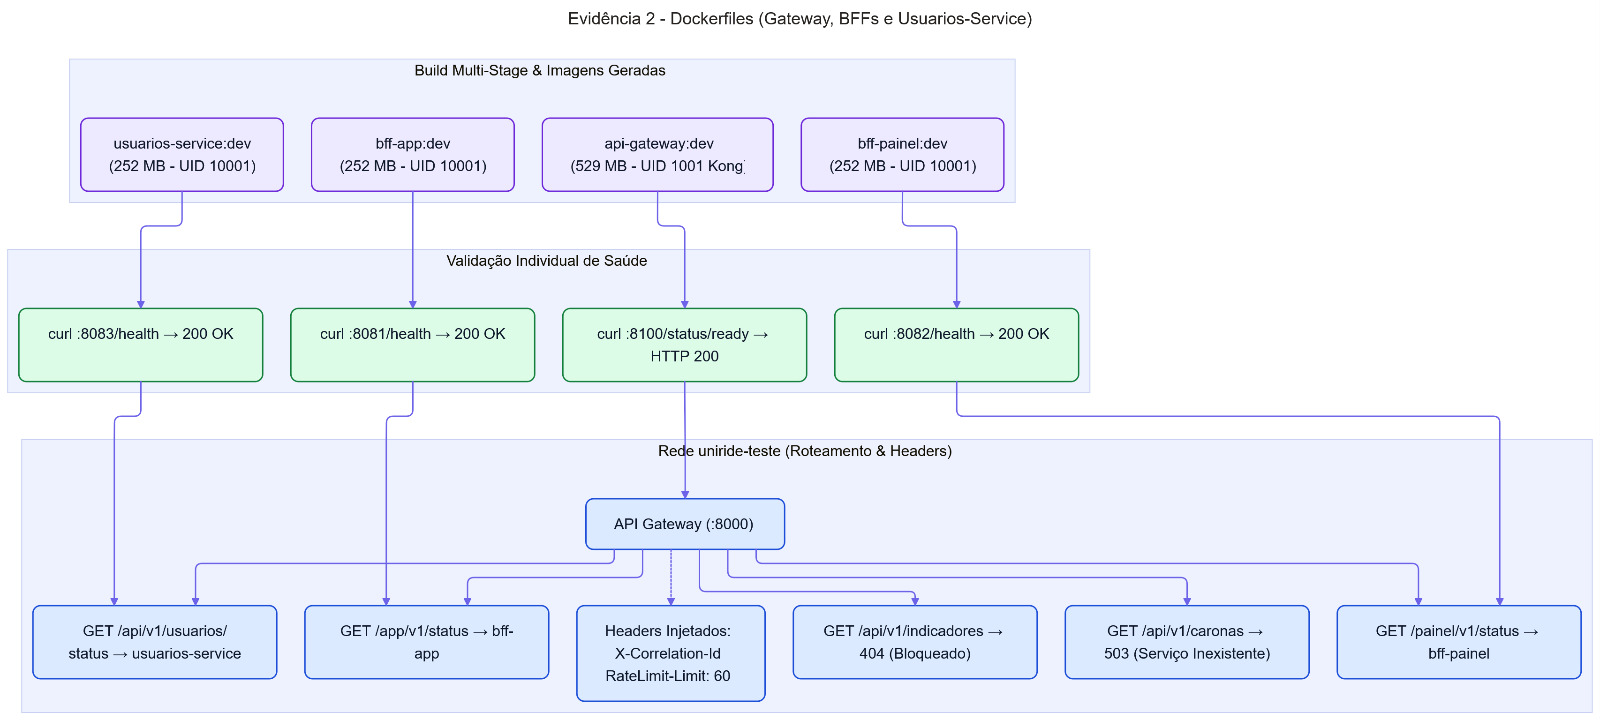 Evidência 2 - Dockerfiles (Gateway, BFFs e Usuarios-Service)
Build Multi-Stage & Imagens Geradas
usuarios-service:dev
(252 MB - UID 10001)
bff-app:dev
(252 MB - UID 10001)
api-gateway:dev
(529 MB - UID 1001 Kong)
bff-painel:dev
(252 MB - UID 10001)
Validação Individual de Saúde
curl :8083/health → 200 OK
curl :8081/health → 200 OK
curl :8100/status/ready →
HTTP 200
curl :8082/health → 200 OK
Rede uniride-teste (Roteamento & Headers)
API Gateway (:8000)
GET /api/v1/usuarios/
status → usuarios-service
GET /app/v1/status → bff-
app
Headers Injetados:
X-Correlation-Id
RateLimit-Limit: 60
GET /api/v1/indicadores →
404 (Bloqueado)
GET /api/v1/caronas →
503 (Serviço Inexistente)
GET /painel/v1/status →
bff-painel